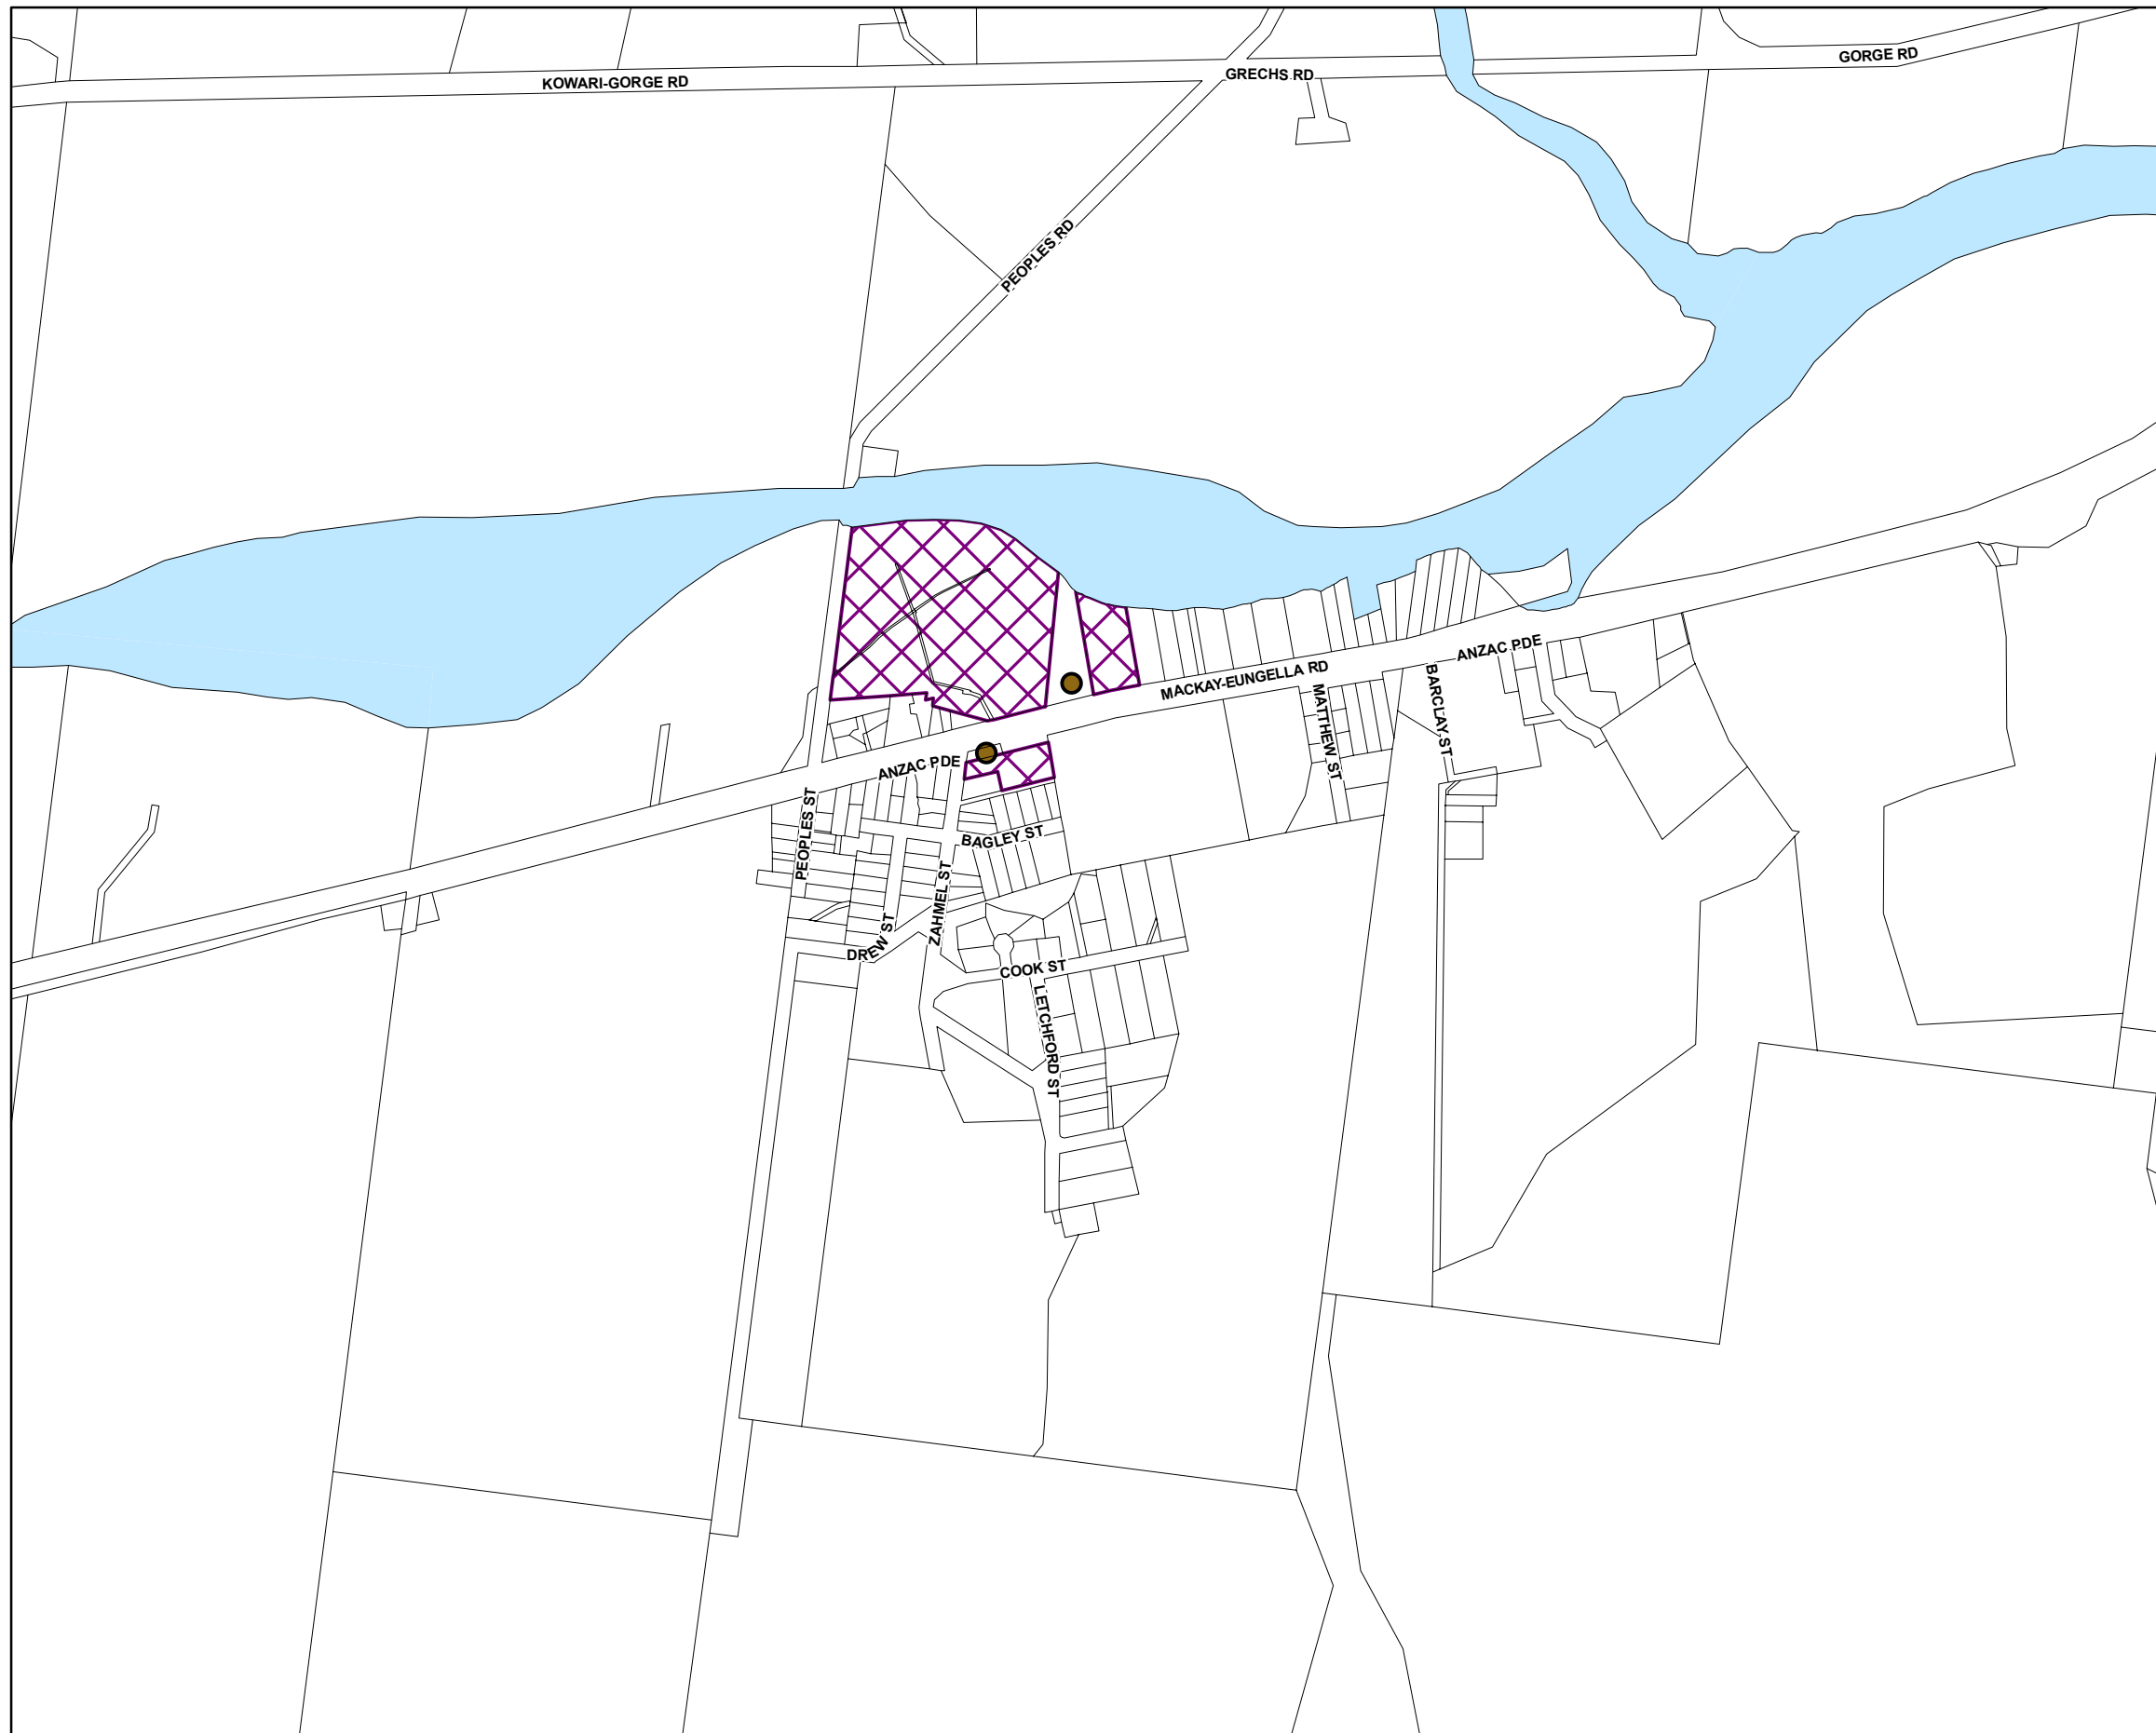 GORGE RD
KOWARI-GORGE RD
GRECHS RD
PEOPLES RD
ANZAC PDE
MACKAY-EUNGELLA RD
BARCLAY ST
MATTHEW ST
ANZAC PDE
PEOPLES ST
BAGLEY ST
ZAHMEL ST
DREW ST
COOK ST
LETCHFORD ST